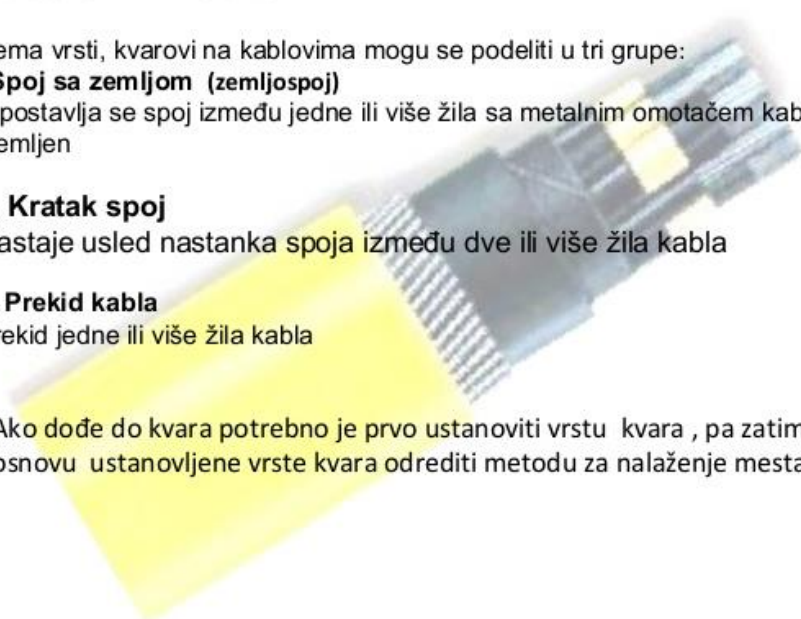 ema vrsti, kvarovi na kablovima mogu se podeliti u tri grupe:
Spoj sa zemljom (zemljospoj)
postavlja se spoj između jedne ili više žila sa metalnim omotačem kab
emljen
Kratak spoj
astaje usled nastanka spoja između dve ili više žila kabla
Prekid kabla
rekid jedne ili više žila kabla
Ako dođe do kvara potrebno je prvo ustanoviti vrstu kvara , pa zatim
osnovu ustanovljene vrste kvara odrediti metodu za nalaženje mesta